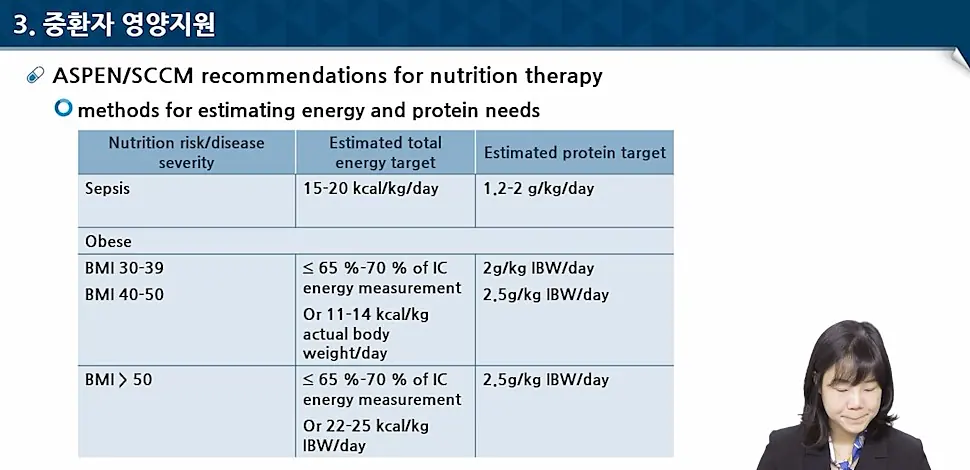 3. 중환자 영양지원
ASPEN/SCCM recommendations for nutrition therapy
methods for estimating energy and protein needs
Nutrition risk/disease
severity
Estimated total
energy target
Estimated protein target
Sepsis
15-20 kcal/kg/day
1.2-2 g/kg/day
Obese
BMI 30-39
BMI 40-50
≤ 65 %-70 % of IC
energy measurement
Or 11-14 kcal/kg
actual body
weight/day
2g/kg IBW/day
2.5g/kg IBW/day
BMI > 50
≤ 65 %-70 % of IC
energy measurement
Or 22-25 kcal/kg
IBW/day
2.5g/kg IBW/day